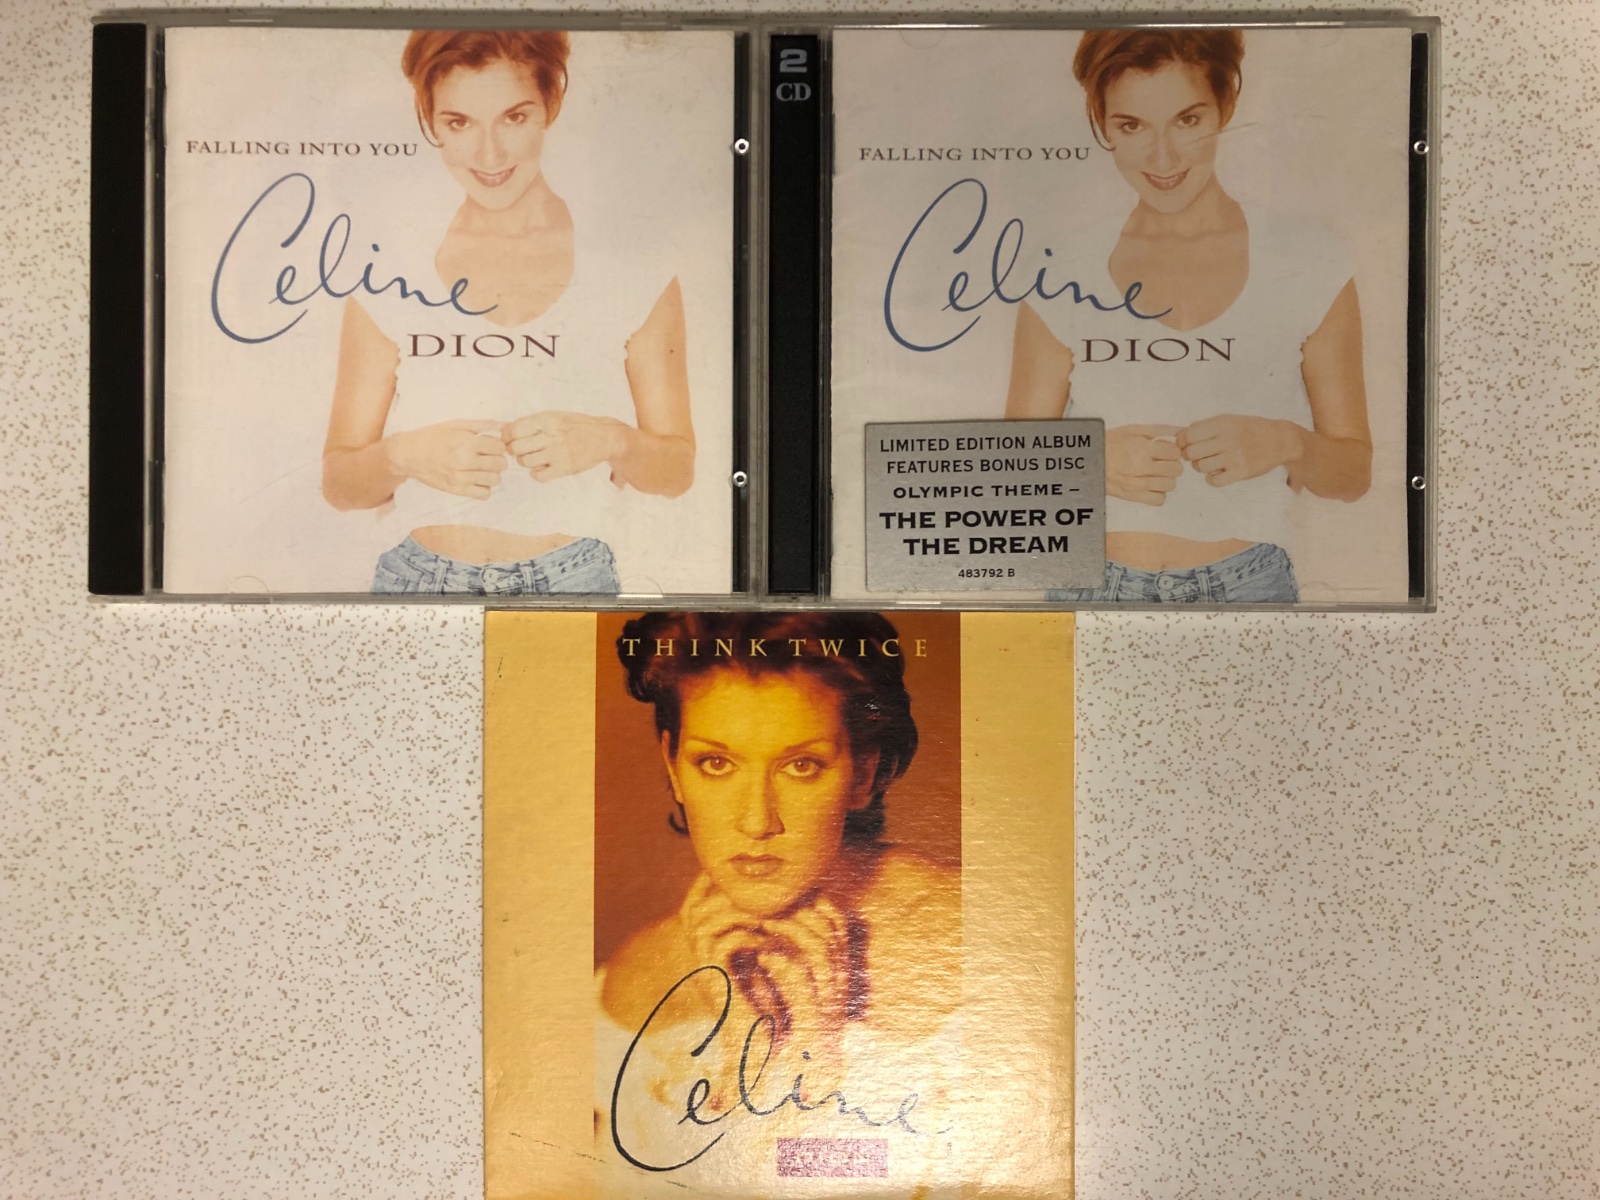 FALLING INTO YOU
Celine
DION
2
CD
FALLING INTO YOU
Celine
DION
LIMITED EDITION ALBUM
FEATURES BONUS DISC
OLYMPIC THEME –
THE POWER OF
THE DREAM
483792 B
THINK TWICE
Celine